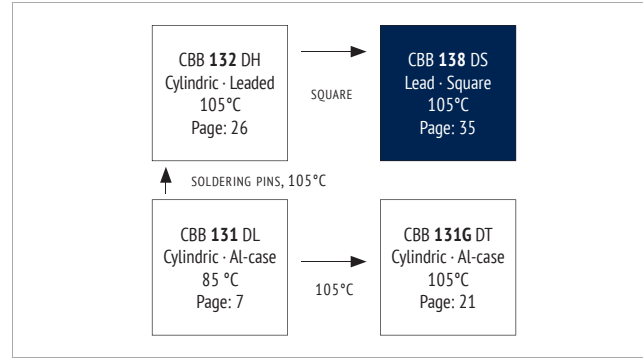 CBB 132 DH
Cylindric · Leaded
105°C
Page: 26
SQUARE
CBB 138 DS
Lead · Square
105°C
Page: 35
SOLDERING PINS, 105°C
CBB 131 DL
Cylindric · Al-case
85 °C
Page: 7
105°C
CBB 131G DT
Cylindric · Al-case
105°C
Page: 21